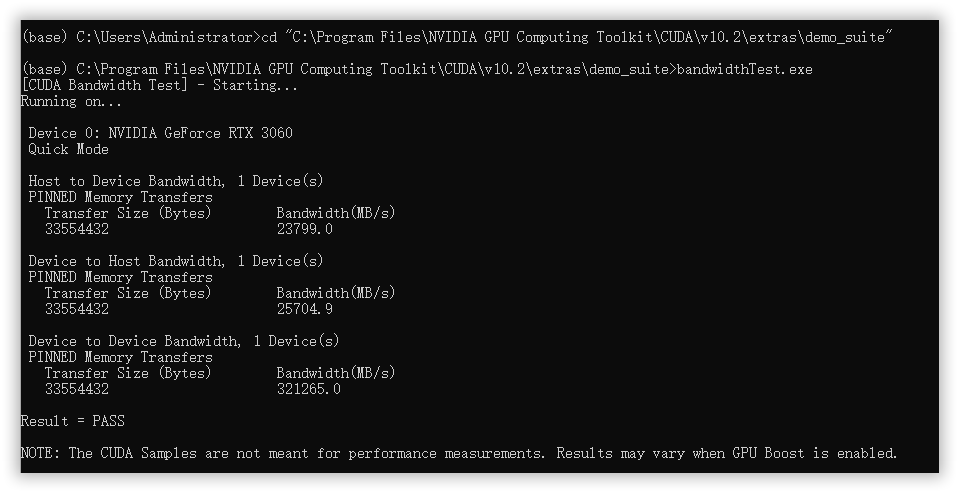 (base) C:\Users\Administrator>cd "C:\Program Files\NVIDIA GPU Computing Toolkit\CUDA\v10.2\extras\demo_suite"
(base) C:\Program Files\NVIDIA GPU Computing Toolkit\CUDA\v10.2\extras\demo_suite>bandwidthTest.exe
[CUDA Bandwidth Test] - Starting...
Running on...
Device 0: NVIDIA GeForce RTX 3060
Quick Mode
Host to Device Bandwidth, 1 Device(s)
PINNED Memory Transfers
Transfer Size (Bytes) Bandwidth(MB/s)
33554432 23799.0
Device to Host Bandwidth, 1 Device(s)
PINNED Memory Transfers
Transfer Size (Bytes) Bandwidth(MB/s)
33554432 25704.9
Device to Device Bandwidth, 1 Device(s)
PINNED Memory Transfers
Transfer Size (Bytes) Bandwidth(MB/s)
33554432 321265.0
Result = PASS
NOTE: The CUDA Samples are not meant for performance measurements. Results may vary when GPU Boost is enabled.